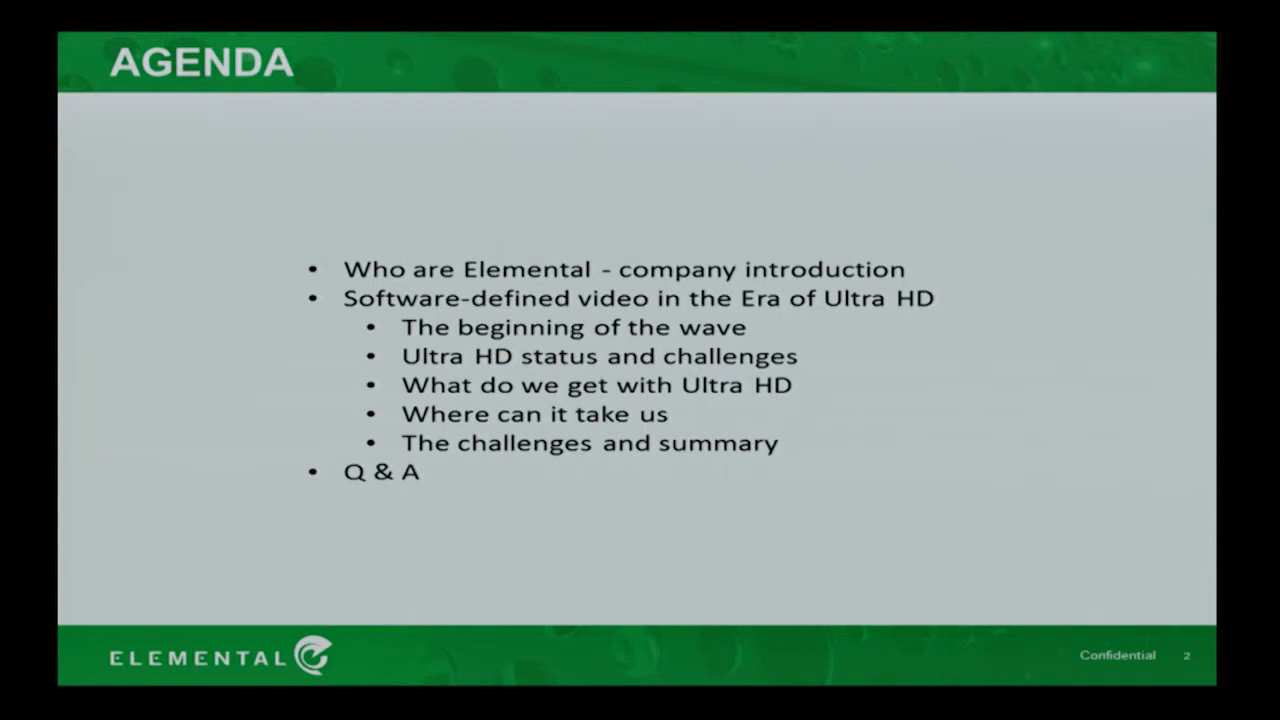 AGENDA
• Who are Elemental - company introduction
• Software-defined video in the Era of Ultra HD
• The beginning of the wave
• Ultra HD status and challenges
• What do we get with Ultra HD
• Where can it take us
• The challenges and summary
• Q & A
ELEMENTAL
Confidential 2